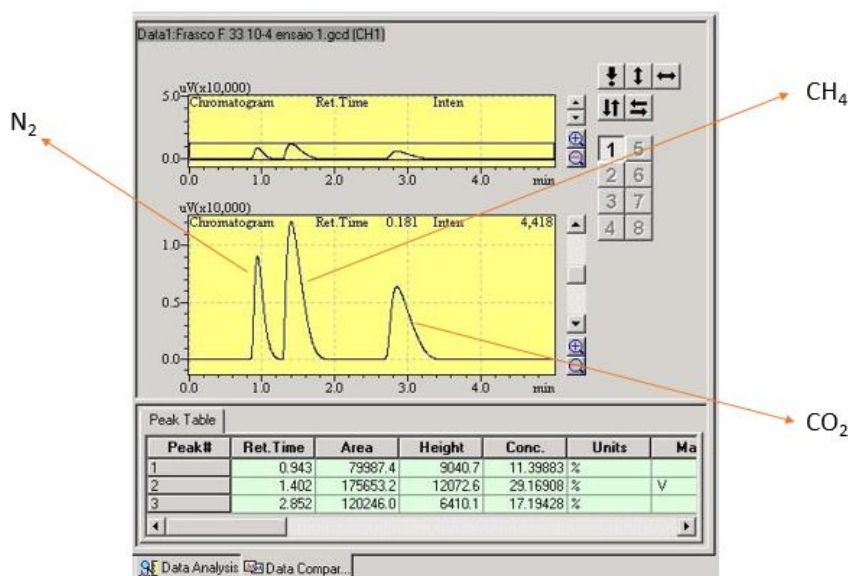 Data1:Frasco F 33 10-4 ensaio 1.gcd (CH1)
uV(x10,000)
5.0
Chromatogram Ret.Time Inten
0.0
0.0 1.0 2.0 3.0 4.0 min
N2
CH4
1 5
2 6
3 7
4 8
uV(x10,000)
Chromatogram Ret.Time 0.181 Inten 4,418
1.0
0.5
0.0
0.0 1.0 2.0 3.0 4.0 min
CO2
Peak Table
Peak# Ret.Time Area Height Conc. Units Ma
1 0.943 79987.4 9040.7 11.39883 %
2 1.402 175653.2 12072.6 29.16908 % V
3 2.852 120246.0 6410.1 17.19428 %
Data Analysis Data Compar...